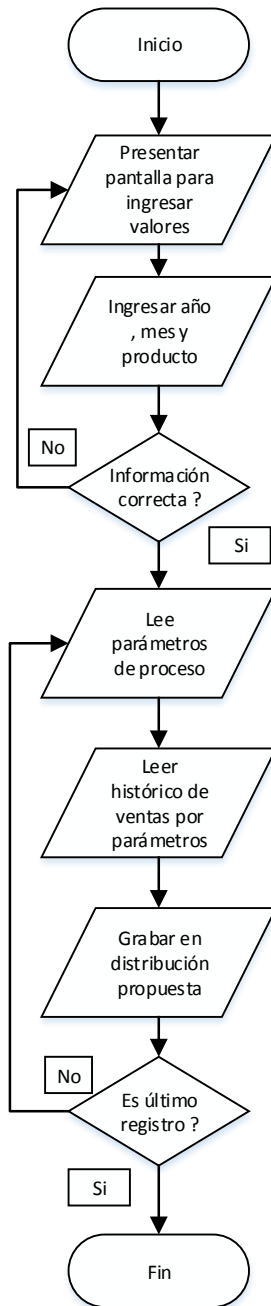 Inicio
Presentar
pantalla para
ingresar
valores
Ingresar año
, mes y
producto
No
Información
correcta ?
Si
Lee
parámetros
de proceso
Leer
histórico de
ventas por
parámetros
Grabar en
distribución
propuesta
No
Es último
registro ?
Si
Fin